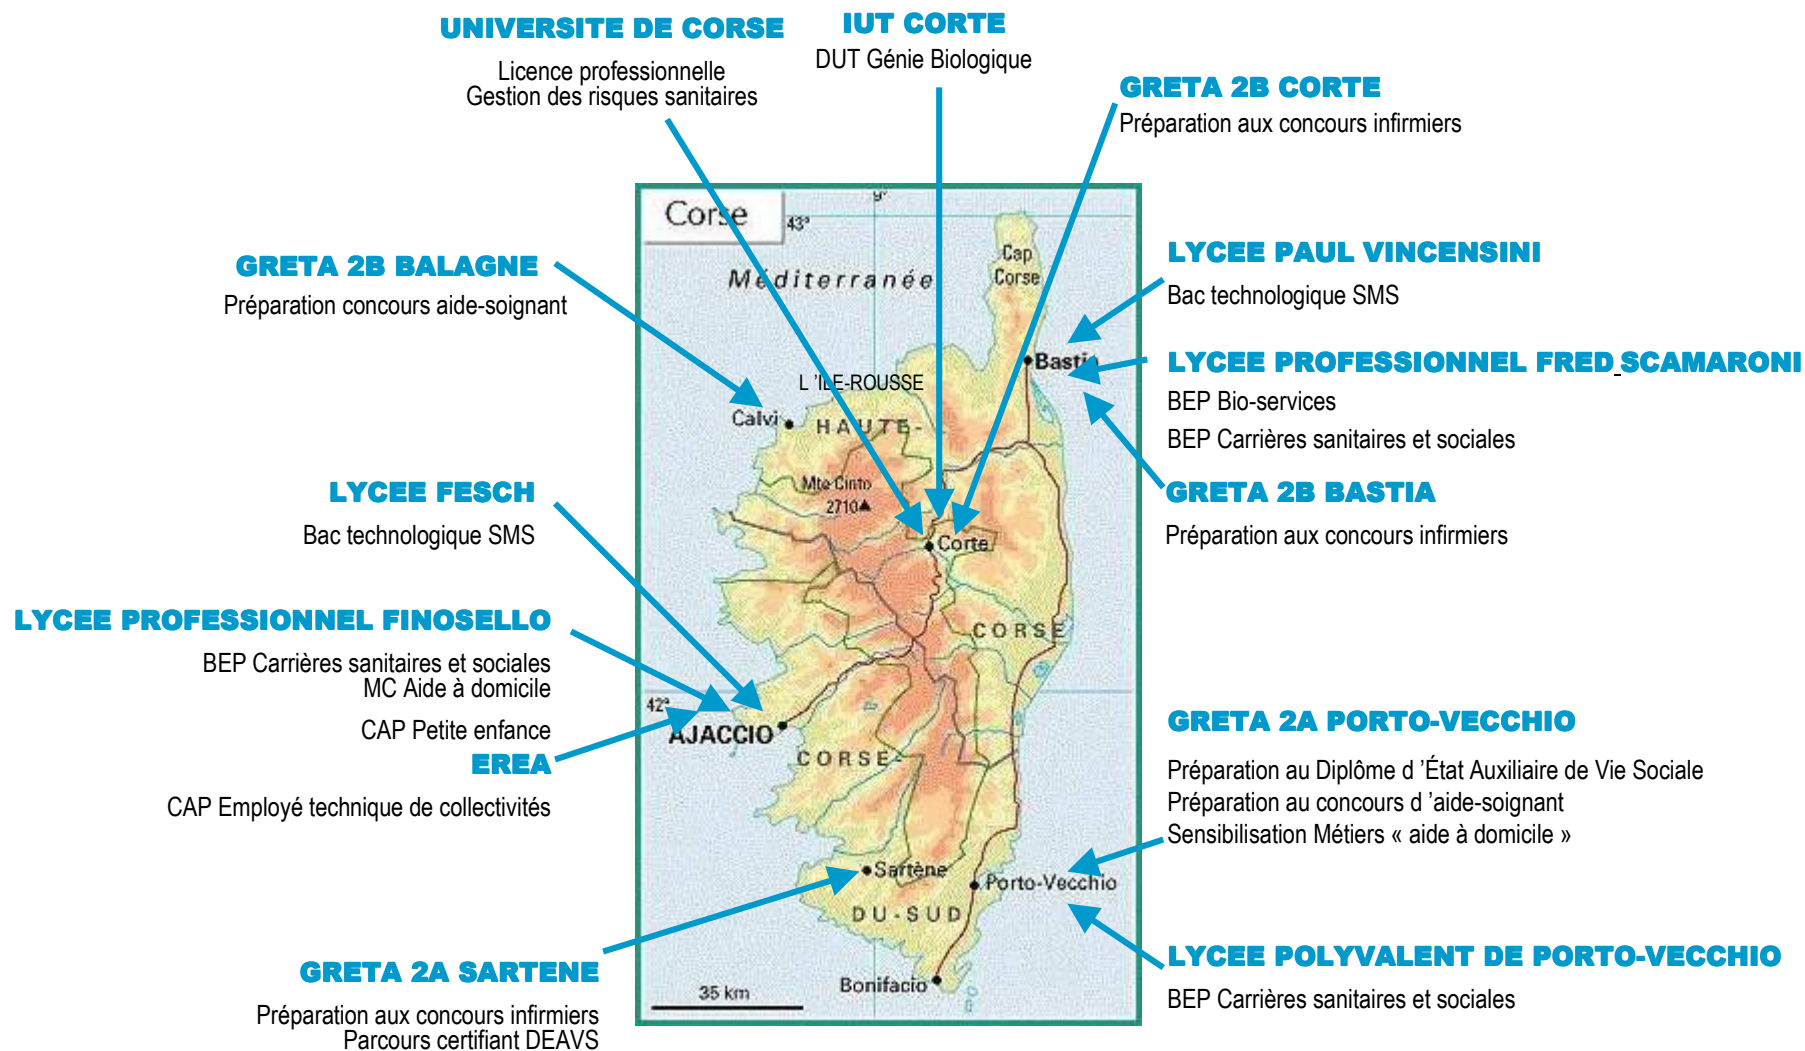 UNIVERSITE DE CORSE
Licence professionnelle
Gestion des risques sanitaires
IUT CORTE
DUT Génie Biologique
GRETA 2B CORTE
Préparation aux concours infirmiers
GRETA 2B BALAGNE
Préparation concours aide-soignant
LYCEE FESCH
Bac technologique SMS
LYCEE PROFESSIONNEL FINOSELLO
BEP Carrières sanitaires et sociales
MC Aide à domicile
CAP Petite enfance
EREA
CAP Employé technique de collectivités
GRETA 2A SARTENE
Préparation aux concours infirmiers
Parcours certifiant DEAVS
Corse
9°
43°
Méditerranée
Cap
Corse
Bastia
L 'ILE-ROUSSE
Calvi
HAUTE-
Mte Cinto
2710
Corte
CORSE
42°
AJACCIO
CORSE-
Sartène
Porto-Vecchio
DU-SUD
Bonifacio
35 km
LYCEE PAUL VINCENSINI
Bac technologique SMS
LYCEE PROFESSIONNEL FRED SCAMARONI
BEP Bio-services
BEP Carrières sanitaires et sociales
GRETA 2B BASTIA
Préparation aux concours infirmiers
GRETA 2A PORTO-VECCHIO
Préparation au Diplôme d 'État Auxiliaire de Vie Sociale
Préparation au concours d 'aide-soignant
Sensibilisation Métiers « aide à domicile »
LYCEE POLYVALENT DE PORTO-VECCHIO
BEP Carrières sanitaires et sociales